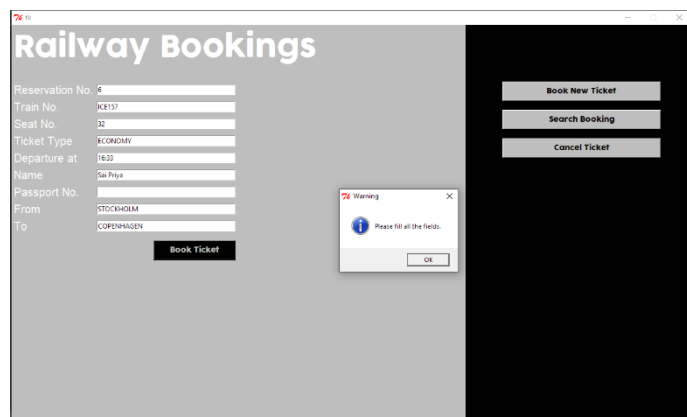 tk
Railway Bookings
Reservation No. 6
Train No. ICE157
Seat No. 32
Ticket Type ECONOMY
Departure at 16:33
Name Sai Priya
Passport No.
From STOCKHOLM
To COPENHAGEN
Book Ticket
Warning
Please fill all the fields.
OK
Book New Ticket
Search Booking
Cancel Ticket